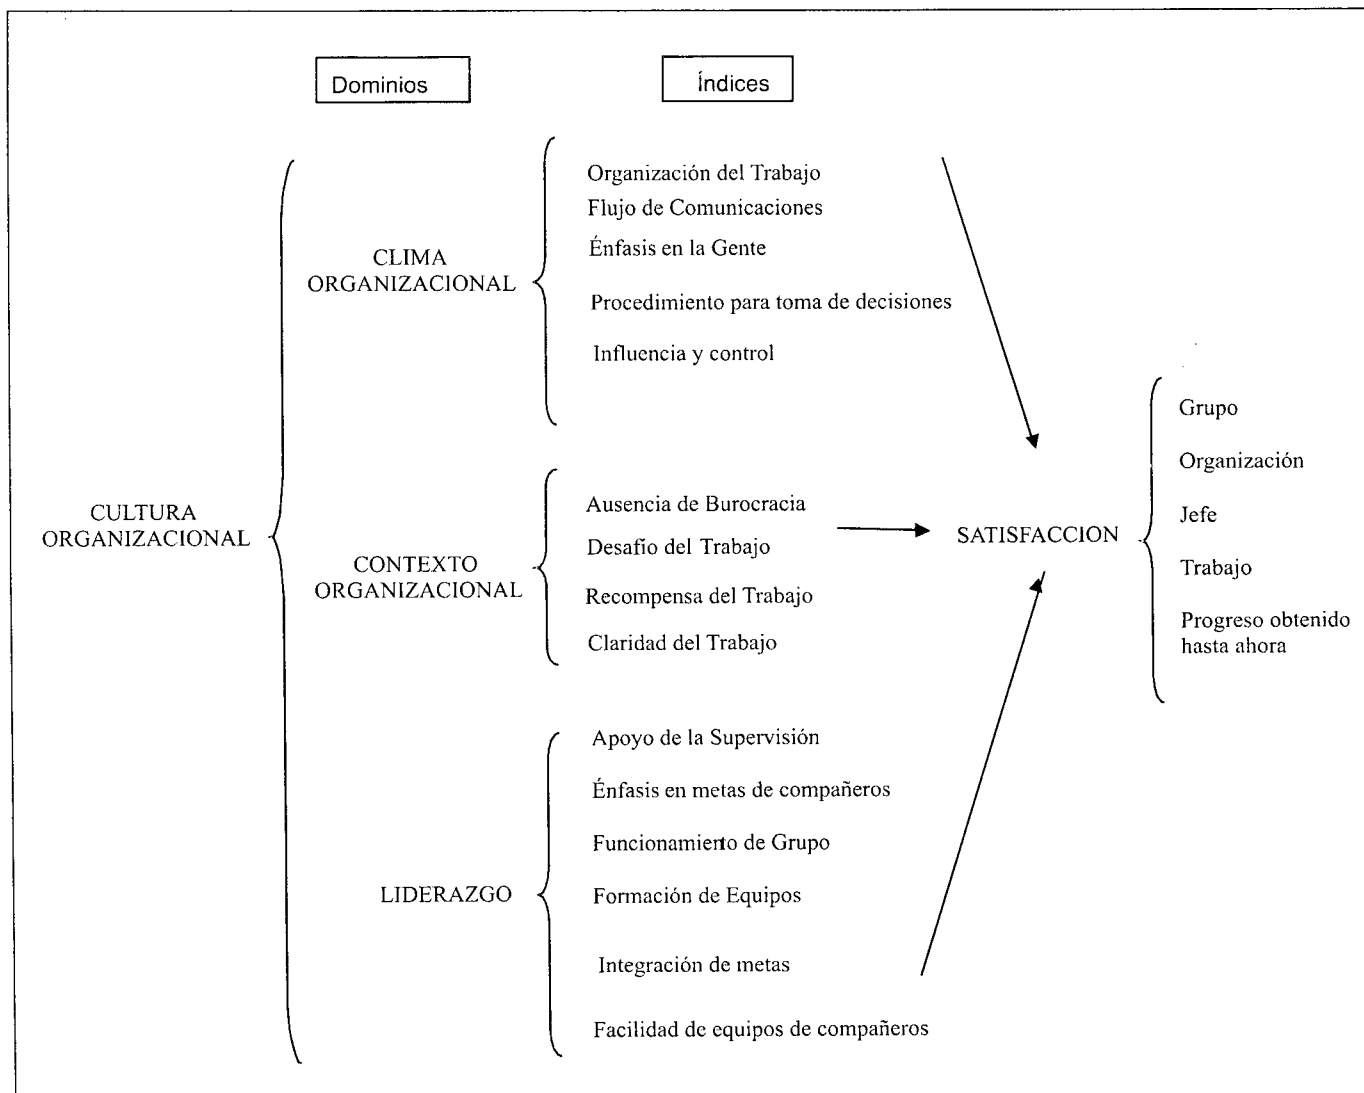 Dominios
Índices
CULTURA
ORGANIZACIONAL
CLIMA
ORGANIZACIONAL
Organización del Trabajo
Flujo de Comunicaciones
Énfasis en la Gente
Procedimiento para toma de decisiones
Influencia y control
CONTEXTO
ORGANIZACIONAL
Ausencia de Burocracia
Desafío del Trabajo
Recompensa del Trabajo
Claridad del Trabajo
LIDERAZGO
Apoyo de la Supervisión
Énfasis en metas de compañeros
Funcionamiento de Grupo
Formación de Equipos
Integración de metas
Facilidad de equipos de compañeros
SATISFACCION
Grupo
Organización
Jefe
Trabajo
Progreso obtenido
hasta ahora